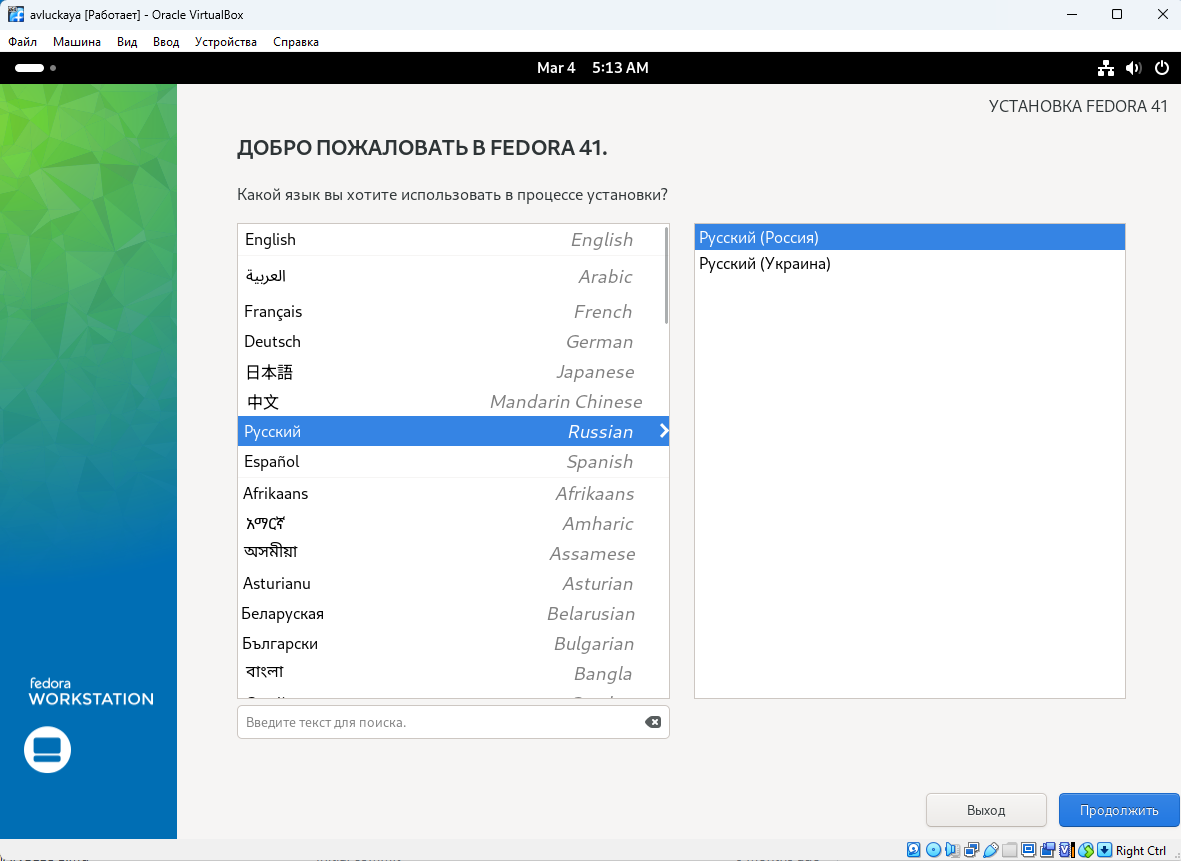 avluckaya [Работает] - Oracle VirtualBox
Файл Машина Вид Ввод Устройства Справка
Mar 4 5:13 AM
УСТАНОВКА FEDORA 41
ДОБРО ПОЖАЛОВАТЬ В FEDORA 41.
Какой язык вы хотите использовать в процессе установки?
English English
العربية Arabic
Français French
Deutsch German
日本語 Japanese
中文 Mandarin Chinese
Русский Russian
Español Spanish
Afrikaans Afrikaans
አማርኛ Amharic
অসমীয়া Assamese
Asturianu Asturian
Беларуская Belarusian
Български Bulgarian
বাংলা Bangla
Русский (Россия)
Русский (Украина)
Введите текст для поиска.
fedora
WORKSTATION
Выход Продолжить
Right Ctrl